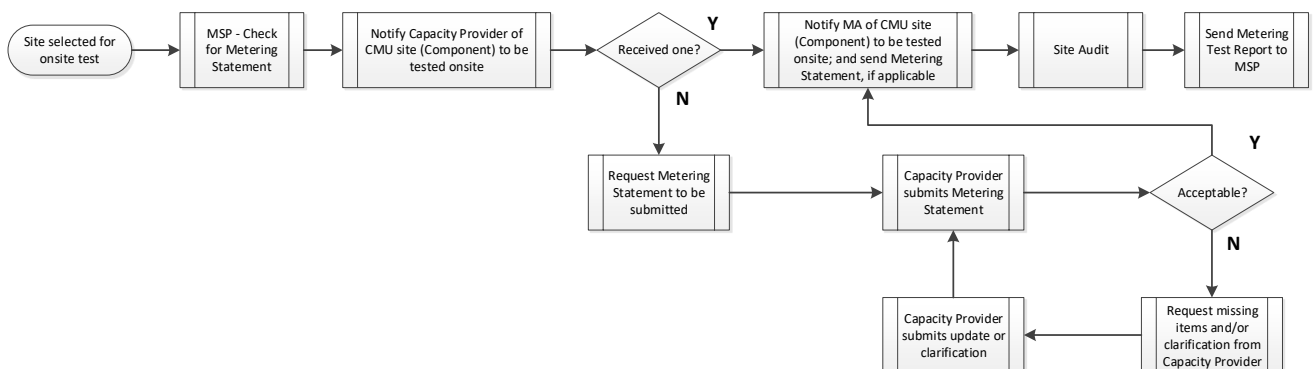 Site selected for
onsite test
MSP - Check
for Metering
Statement
Notify Capacity Provider of
CMU site (Component) to be
tested onsite
Received one?
Y
N
Notify MA of CMU site
(Component) to be tested
onsite; and send Metering
Statement, if applicable
Site Audit
Send Metering
Test Report to
MSP
Request Metering
Statement to be
submitted
Capacity Provider
submits Metering
Statement
Acceptable?
Y
N
Capacity Provider
submits update or
clarification
Request missing
items and/or
clarification from
Capacity Provider